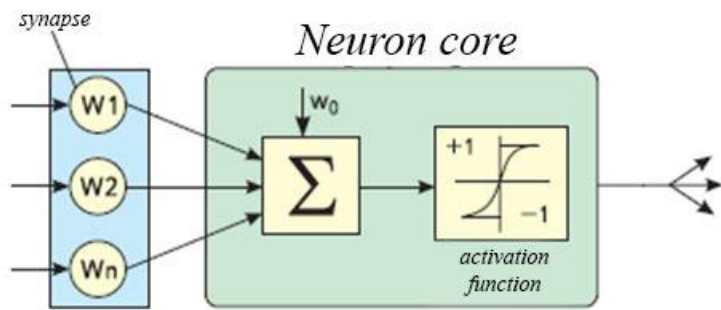 synapse
Neuron core
W1
W2
Wn
w₀
Σ
+1
−1
activation
function